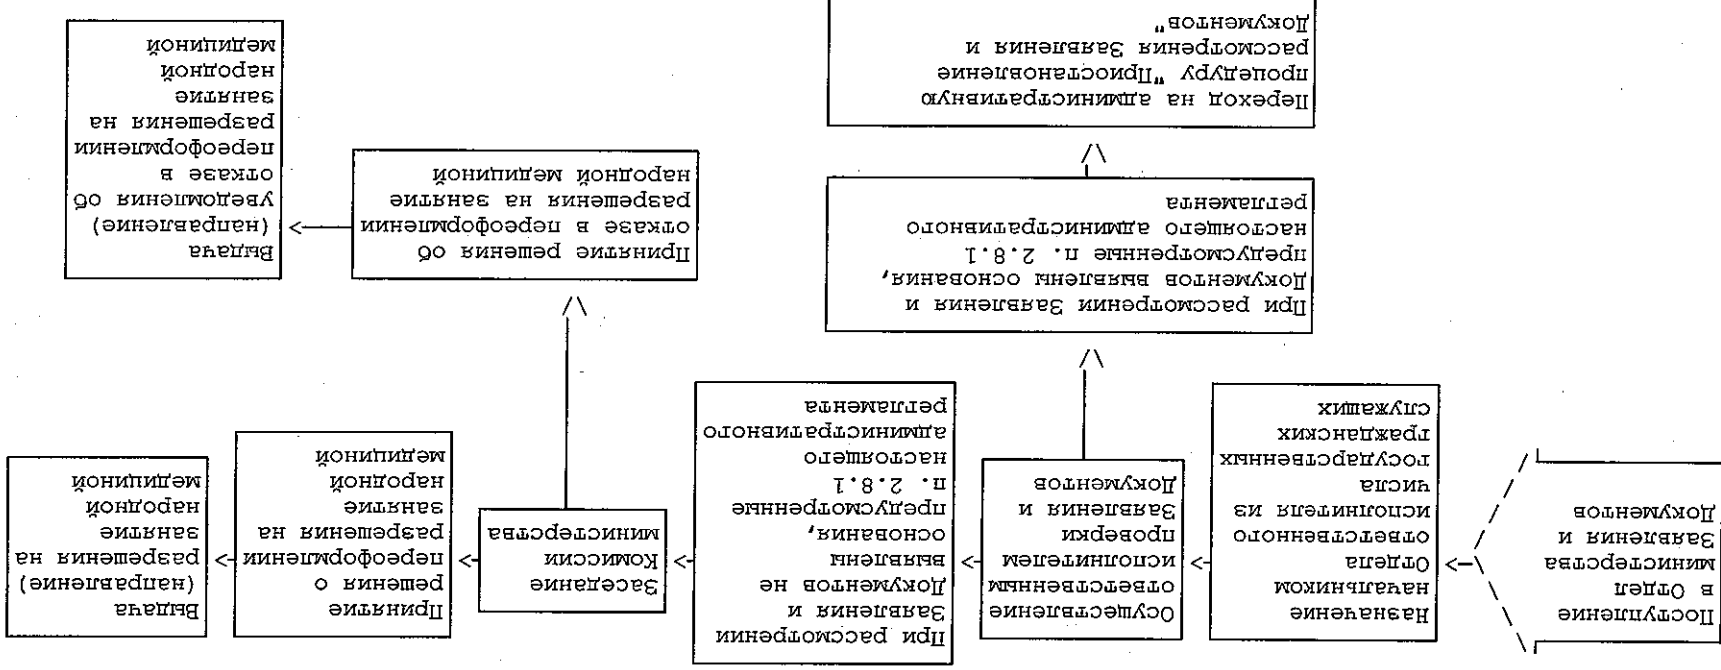 Поступление
в Отдел
министерства
Заявления и
Документов
Назначение
начальником
Отдела
ответственного
исполнителя из
числа
государственных
гражданских
служащих
Осуществление
ответственным
исполнителем
проверки
Заявления и
Документов
При рассмотрении
Заявления и
Документов не
выявлены
основания,
предусмотренные
п. 2.8.1
настоящего
административного
регламента
Заседание
Комиссии
министерства
Принятие
решения о
переоформлении
разрешения на
занятие
народной
медициной
Выдача
(направление)
разрешения на
занятие
народной
медициной
При рассмотрении Заявления и
Документов выявлены основания,
предусмотренные п. 2.8.1
настоящего административного
регламента
Принятие решения об
отказе в переоформлении
разрешения на занятие
народной медициной
Выдача
(направление)
уведомления об
отказе в
переоформлении
разрешения на
занятие
народной
медициной
Переход на административную
процедуру "Приостановление
рассмотрения Заявления и
Документов"